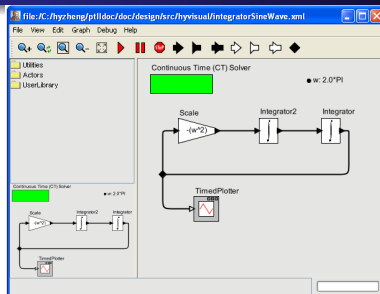 file:/C:/hyzheng/ptIIdoc/doc/design/src/hyvisual/integratorSineWave.xml
File View Edit Graph Debug Help
Utilities
Actors
UserLibrary
Continuous Time (CT) Solver
w: 2.0*PI
Scale
Integrator2
Integrator
-(w^2)
TimedPlotter
Continuous Time (CT) Solver
w: 2.0*PI
Scale
Integrator2
Integrator
-(w^2)
TimedPlotter